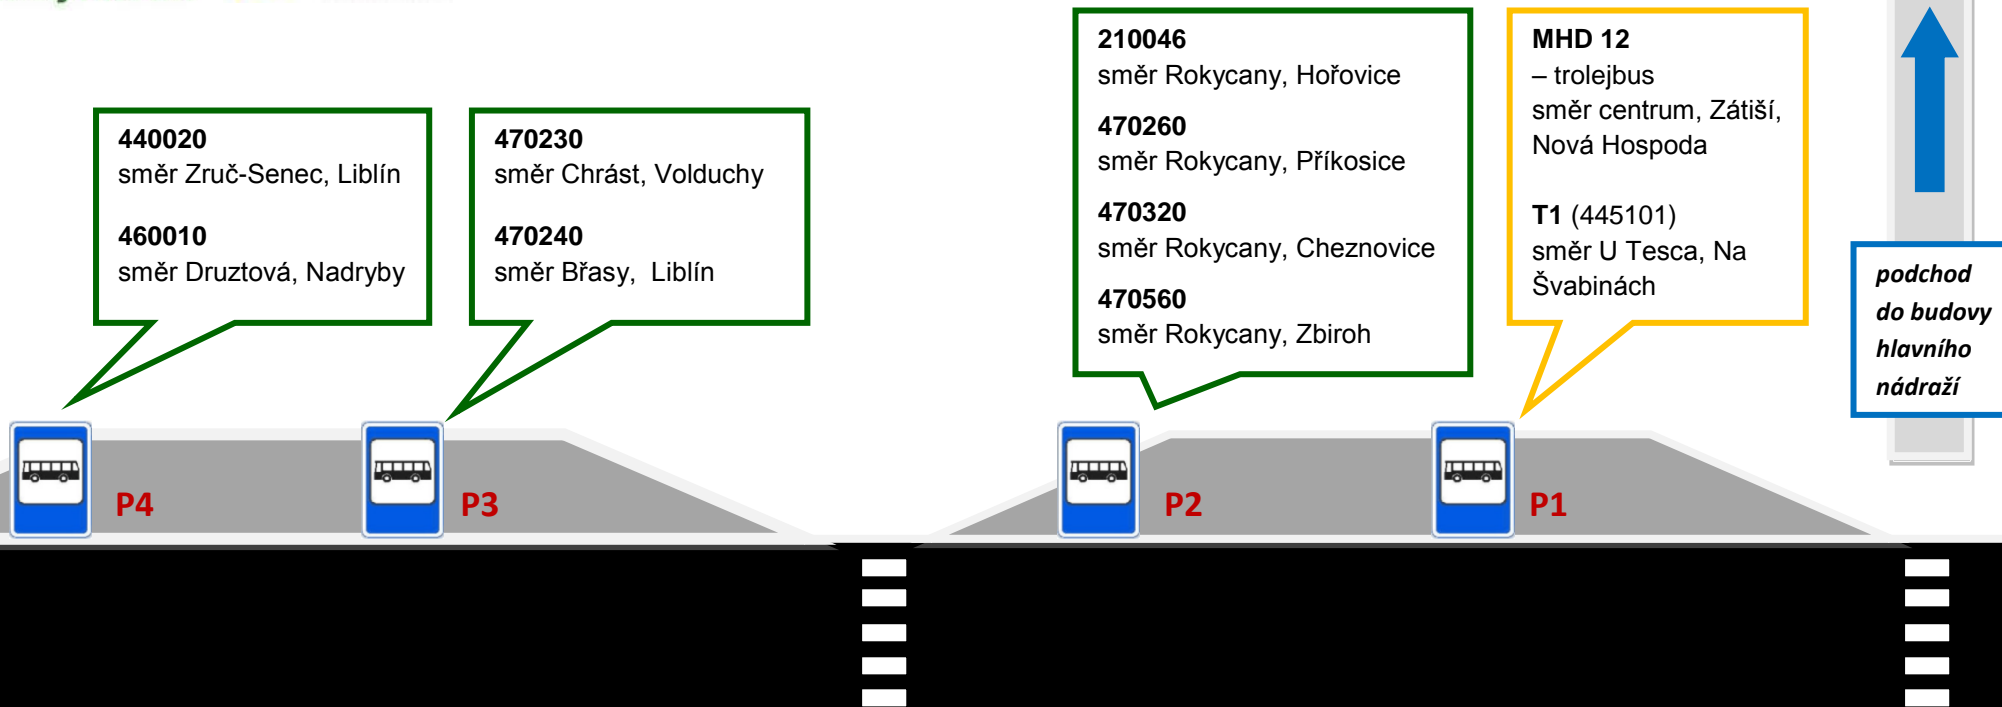 440020
směr Zruč-Senec, Liblín
460010
směr Druztová, Nadryby
470230
směr Chrást, Volduchy
470240
směr Břasy, Liblín
210046
směr Rokycany, Hořovice
470260
směr Rokycany, Příkosice
470320
směr Rokycany, Cheznovice
470560
směr Rokycany, Zbiroh
MHD 12
– trolejbus
směr centrum, Zátiší,
Nová Hospoda
T1 (445101)
směr U Tesca, Na
Švabinách
podchod
do budovy
hlavního
nádraží
P4
P3
P2
P1